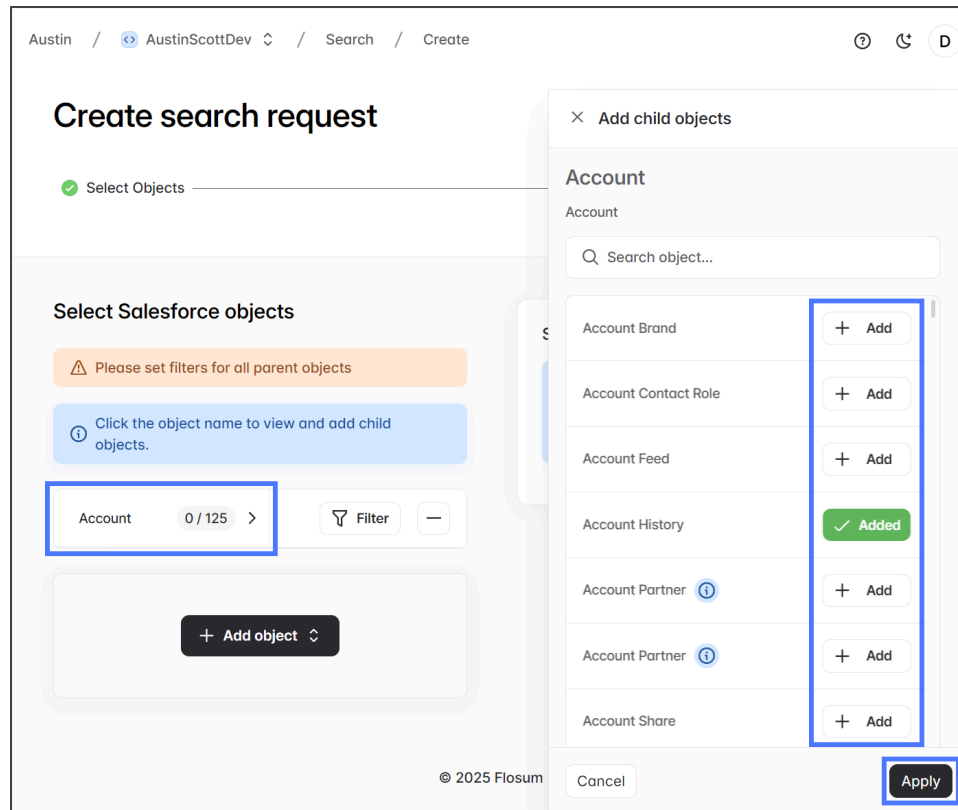 Austin / AustinScottDev / Search / Create
D
Create search request
Select Objects
Select Salesforce objects
Please set filters for all parent objects
Click the object name to view and add child
objects.
Account 0 / 125 Filter
+ Add object
© 2025 Flosum
S
Add child objects
Account
Account
Search object...
Account Brand + Add
Account Contact Role + Add
Account Feed + Add
Account History Added
Account Partner + Add
Account Partner + Add
Account Share + Add
Cancel Apply